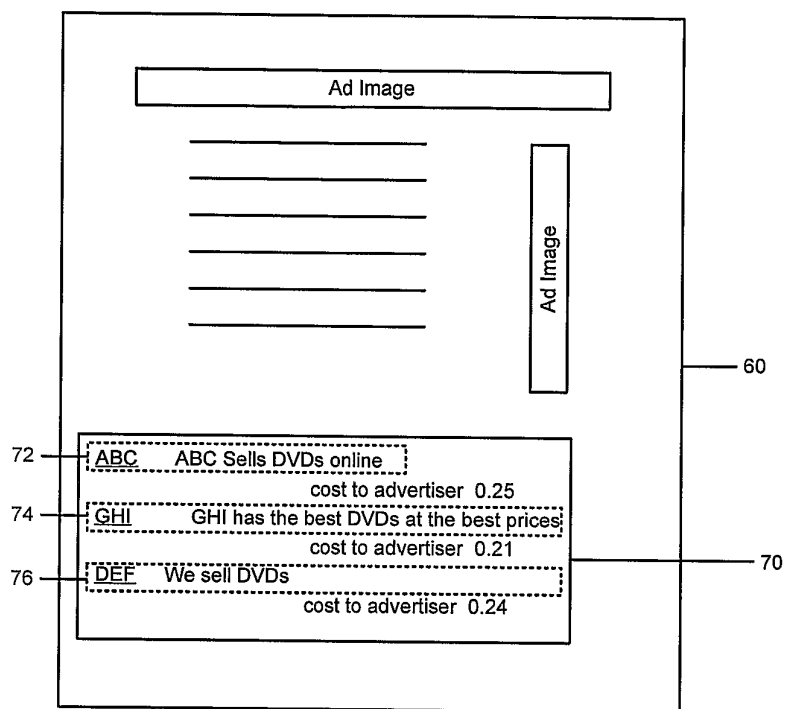 Ad Image
Ad Image
60
72 ABC ABC Sells DVDs online
cost to advertiser 0.25
74 GHI GHI has the best DVDs at the best prices
cost to advertiser 0.21
70
76 DEF We sell DVDs
cost to advertiser 0.24